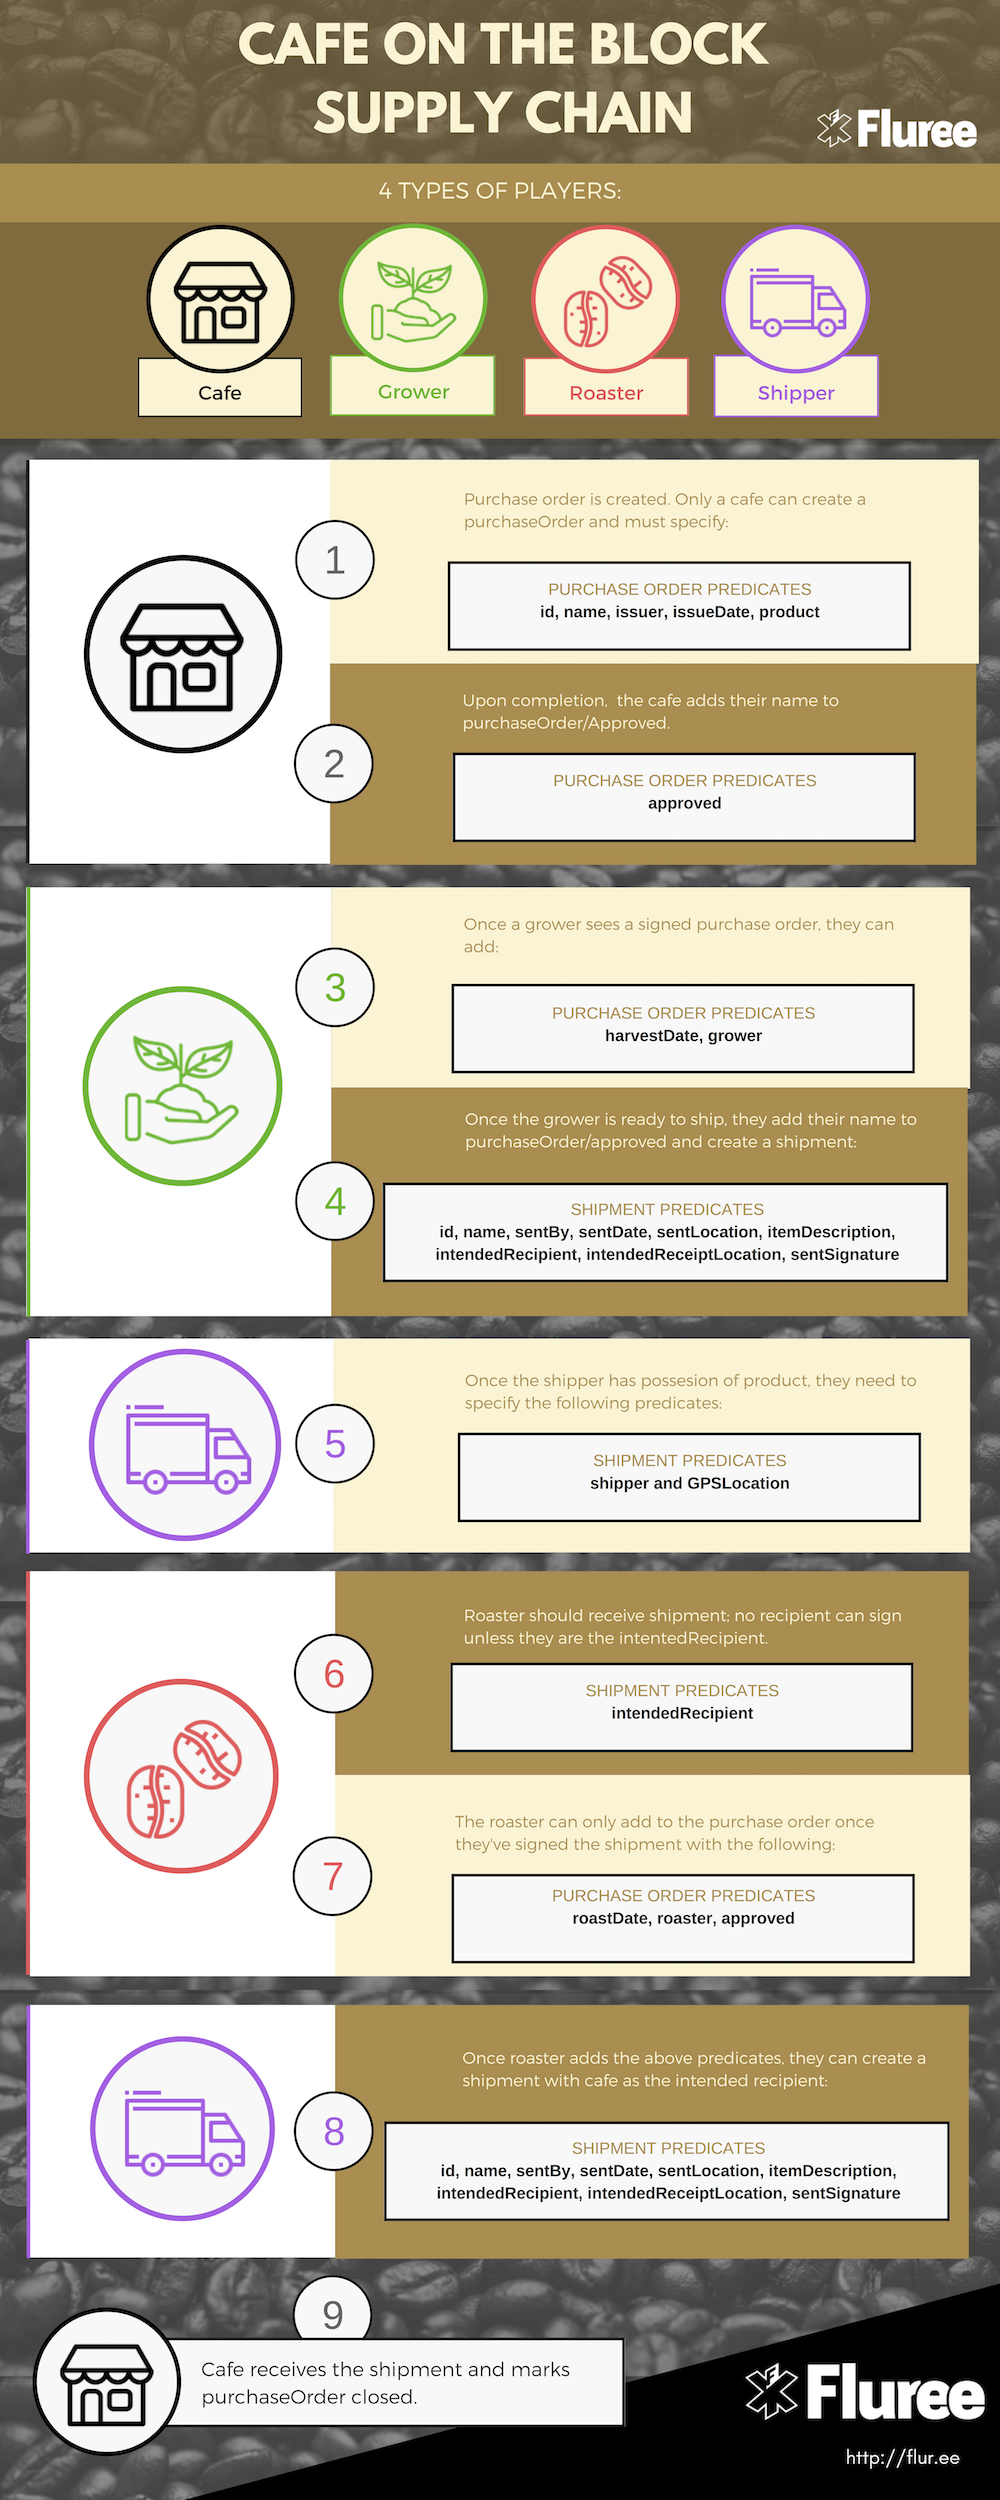 CAFE ON THE BLOCK
SUPPLY CHAIN
Fluree
4 TYPES OF PLAYERS:
Cafe
Grower
Roaster
Shipper
1
Purchase order is created. Only a cafe can create a
purchaseOrder and must specify:
PURCHASE ORDER PREDICATES
id, name, issuer, issueDate, product
2
Upon completion, the cafe adds their name to
purchaseOrder/Approved.
PURCHASE ORDER PREDICATES
approved
3
Once a grower sees a signed purchase order, they can
add:
PURCHASE ORDER PREDICATES
harvestDate, grower
4
Once the grower is ready to ship, they add their name to
purchaseOrder/approved and create a shipment:
SHIPMENT PREDICATES
id, name, sentBy, sentDate, sentLocation, itemDescription,
intendedRecipient, intendedReceiptLocation, sentSignature
5
Once the shipper has possesion of product, they need to
specify the following predicates:
SHIPMENT PREDICATES
shipper and GPSLocation
6
Roaster should receive shipment; no recipient can sign
unless they are the intentedRecipient.
SHIPMENT PREDICATES
intendedRecipient
7
The roaster can only add to the purchase order once
they've signed the shipment with the following:
PURCHASE ORDER PREDICATES
roastDate, roaster, approved
8
Once roaster adds the above predicates, they can create a
shipment with cafe as the intended recipient:
SHIPMENT PREDICATES
id, name, sentBy, sentDate, sentLocation, itemDescription,
intendedRecipient, intendedReceiptLocation, sentSignature
9
Cafe receives the shipment and marks
purchaseOrder closed.
Fluree
http://flur.ee